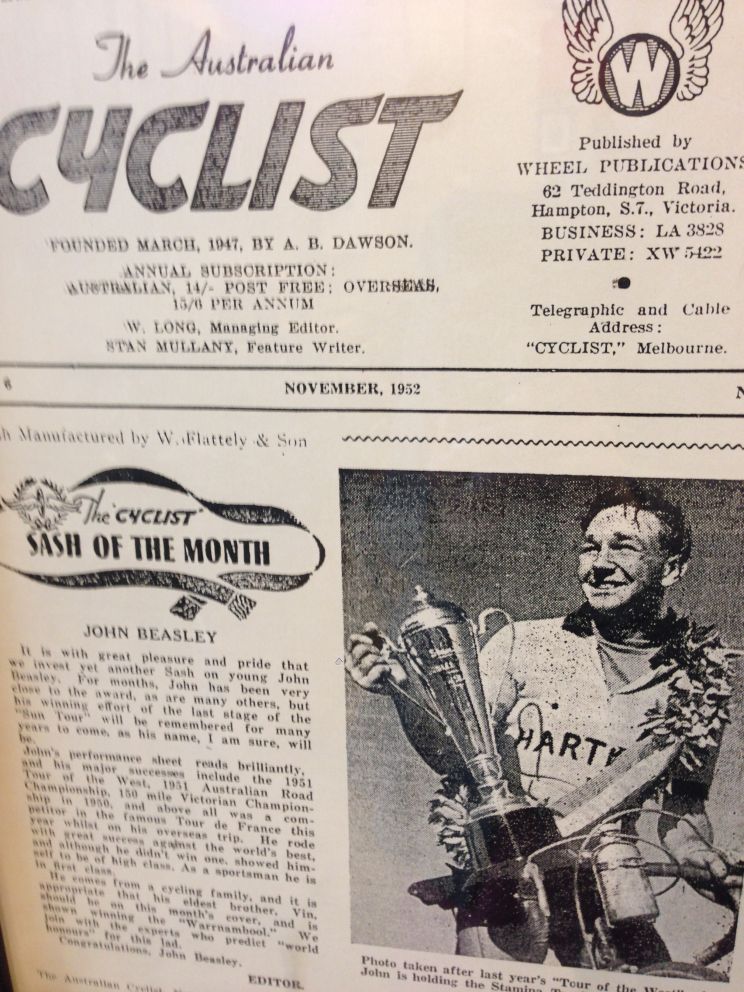 The Australian
CYCLIST
FOUNDED MARCH, 1947, BY A. B. DAWSON.
ANNUAL SUBSCRIPTION:
AUSTRALIAN, 14/- POST FREE; OVERSEAS,
15/6 PER ANNUM
W. LONG, Managing Editor.
STAN MULLANY, Feature Writer.
W
Published by
WHEEL PUBLICATIONS
62 Teddington Road,
Hampton, S.7., Victoria.
BUSINESS: LA 3828
PRIVATE: XW 5422
Telegraphic and Cable
Address:
"CYCLIST," Melbourne.
6
NOVEMBER, 1952
N
Manufactured by W. Flattely & Son
The "CYCLIST"
SASH OF THE MONTH
JOHN BEASLEY
It is with great pleasure and pride that
we invest yet another Sash on young John
Beasley. For months, John has been very
close to the award, as are many others, but
his winning effort of the last stage of the
"Sun Tour" will be remembered for many
years to come, as his name, I am sure, will
be.
John's performance sheet reads brilliantly,
and his major successes include the 1951
Tour of the West, 1951 Australian Road
Championship, 150 mile Victorian Champion-
ship in 1950, and above all was a com-
petitor in the famous Tour de France this
year whilst on his overseas trip. He rode
with great success against the world's best,
and although he didn't win one, showed him-
self to be of high class. As a sportsman he is
in first class.
He comes from a cycling family, and it is
appropriate that his eldest brother, Vin,
should be on this month's cover, and is
shown winning the "Warrnambool." We
join with the experts who predict "world
honours" for this lad.
Congratulations, John Beasley.
EDITOR.
The Australian Cyclist,
HARTY
Photo taken after last year's "Tour of the West"
John is holding the Stamina